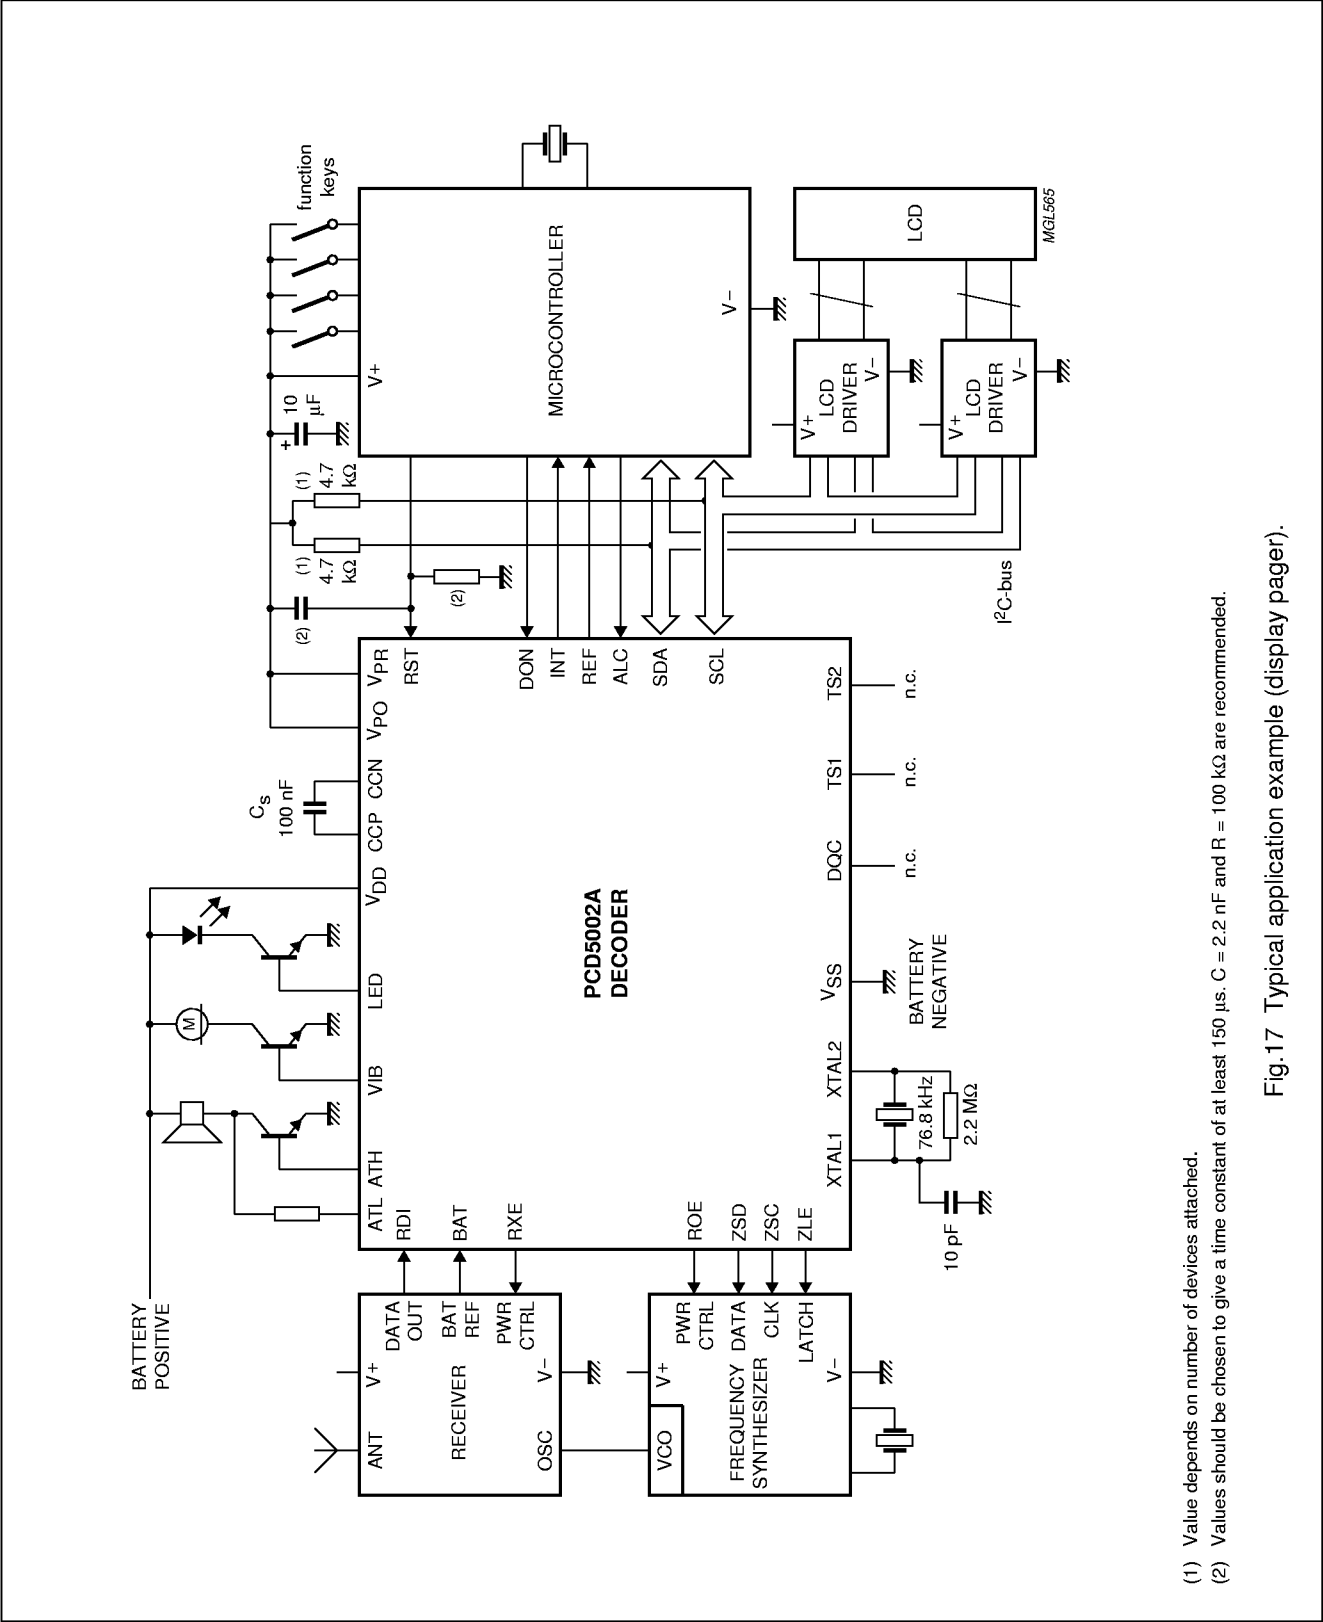 BATTERY
POSITIVE
ANT
V+
RECEIVER
OSC
V−
DATA
OUT
BAT
REF
PWR
CTRL
VCO
V+
FREQUENCY
SYNTHESIZER
V−
PWR
CTRL
DATA
CLK
LATCH
RDI
BAT
RXE
ROE
ZSD
ZSC
ZLE
ATL
ATH
VIB
LED
VDD
CCP
CCN
VPO
VPR
M
Cs
100 nF
PCD5002A
DECODER
RST
DON
INT
REF
ALC
SDA
SCL
XTAL1
XTAL2
VSS
DQC
TS1
TS2
10 pF
76.8 kHz
2.2 MΩ
BATTERY
NEGATIVE
n.c.
n.c.
n.c.
(2)
(1)
4.7
kΩ
(1)
4.7
kΩ
(2)
+
10
µF
function
keys
V+
MICROCONTROLLER
V−
I2C-bus
V+
LCD
DRIVER
V−
V+
LCD
DRIVER
V−
LCD
MGL565
(1) Value depends on number of devices attached.
(2) Values should be chosen to give a time constant of at least 150 µs. C = 2.2 nF and R = 100 kΩ are recommended.
Fig.17 Typical application example (display pager).